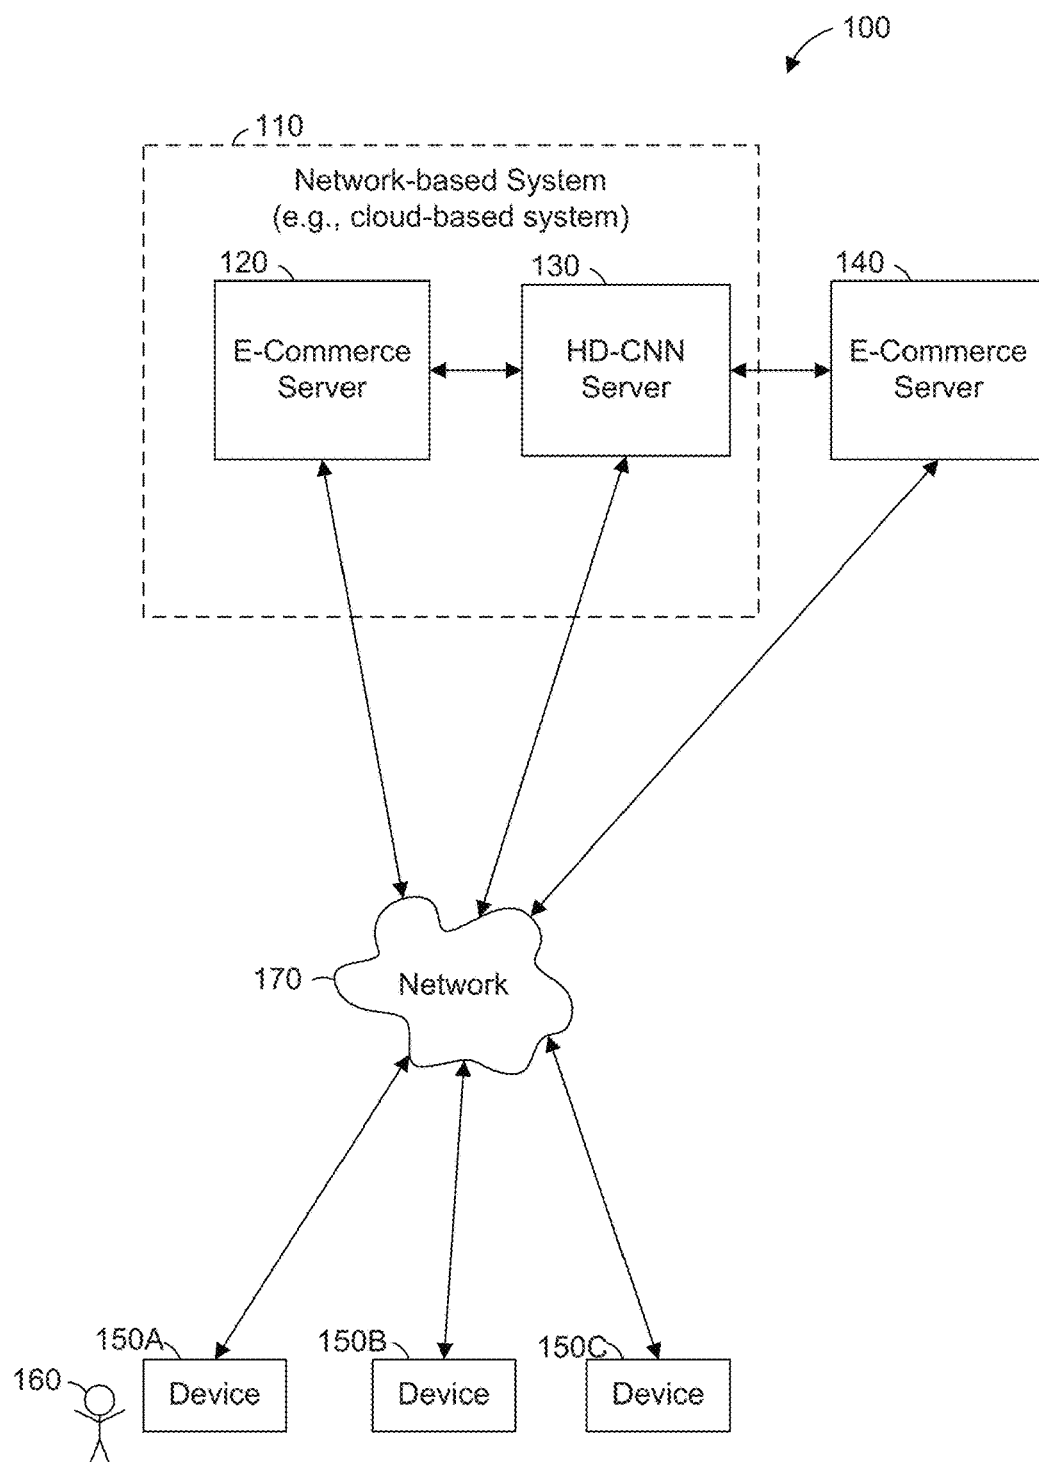 100
110
Network-based System
(e.g., cloud-based system)
120
130
140
E-Commerce
Server
HD-CNN
Server
E-Commerce
Server
170
Network
150A
150B
150C
160
Device
Device
Device